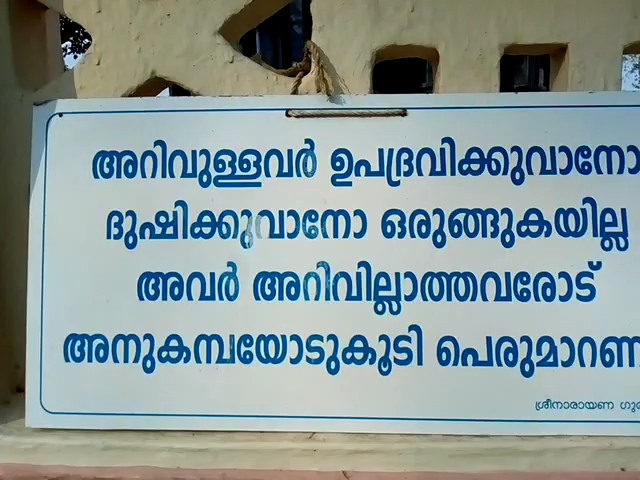 അറിവുള്ളവർ ഉപദ്രവിക്കുവാനോ
ദുഷിക്കുവാനോ ഒരുങ്ങുകയില്ല
അവർ അറിവില്ലാത്തവരോട്
അനുകമ്പയോടുകൂടി പെരുമാറണ
ശ്രീനാരായണ ഗു